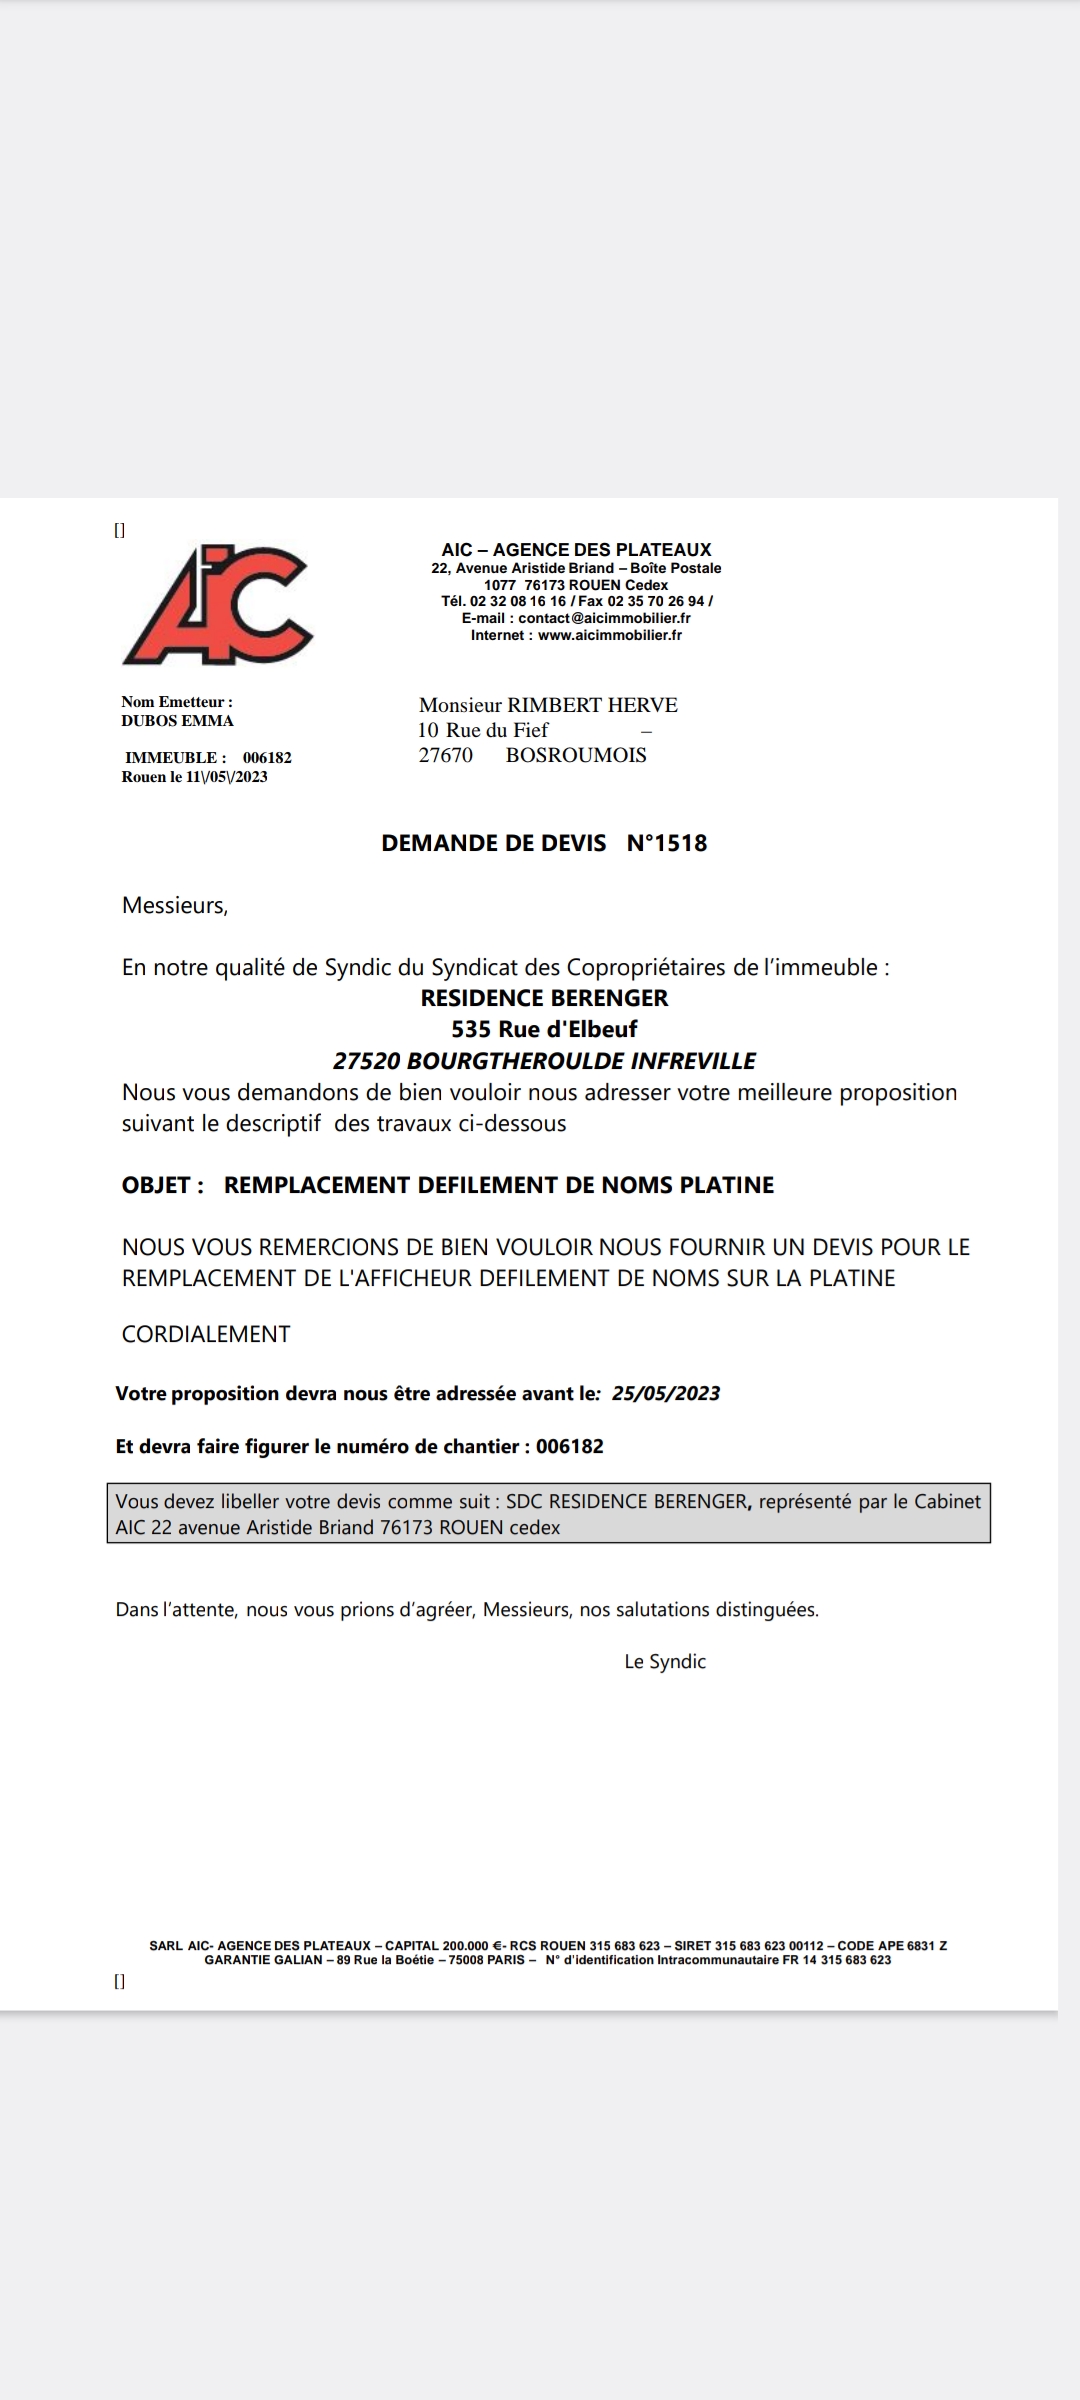 []
AiC
AIC – AGENCE DES PLATEAUX
22, Avenue Aristide Briand – Boîte Postale
1077 76173 ROUEN Cedex
Tél. 02 32 08 16 16 / Fax 02 35 70 26 94 /
E-mail : contact@aicimmobilier.fr
Internet : www.aicimmobilier.fr
Nom Emetteur :
DUBOS EMMA
IMMEUBLE : 006182
Rouen le 11\/05\/2023
Monsieur RIMBERT HERVE
10 Rue du Fief –
27670 BOSROUMOIS
DEMANDE DE DEVIS N°1518
Messieurs,
En notre qualité de Syndic du Syndicat des Copropriétaires de l’immeuble :
RESIDENCE BERENGER
535 Rue d'Elbeuf
27520 BOURGTHEROULDE INFREVILLE
Nous vous demandons de bien vouloir nous adresser votre meilleure proposition
suivant le descriptif des travaux ci-dessous
OBJET : REMPLACEMENT DEFILEMENT DE NOMS PLATINE
NOUS VOUS REMERCIONS DE BIEN VOULOIR NOUS FOURNIR UN DEVIS POUR LE
REMPLACEMENT DE L'AFFICHEUR DEFILEMENT DE NOMS SUR LA PLATINE
CORDIALEMENT
Votre proposition devra nous être adressée avant le: 25/05/2023
Et devra faire figurer le numéro de chantier : 006182
Vous devez libeller votre devis comme suit : SDC RESIDENCE BERENGER, représenté par le Cabinet
AIC 22 avenue Aristide Briand 76173 ROUEN cedex
Dans l’attente, nous vous prions d’agréer, Messieurs, nos salutations distinguées.
Le Syndic
SARL AIC- AGENCE DES PLATEAUX – CAPITAL 200.000 €- RCS ROUEN 315 683 623 – SIRET 315 683 623 00112 – CODE APE 6831 Z
GARANTIE GALIAN – 89 Rue la Boétie – 75008 PARIS – N° d’identification Intracommunautaire FR 14 315 683 623
[]